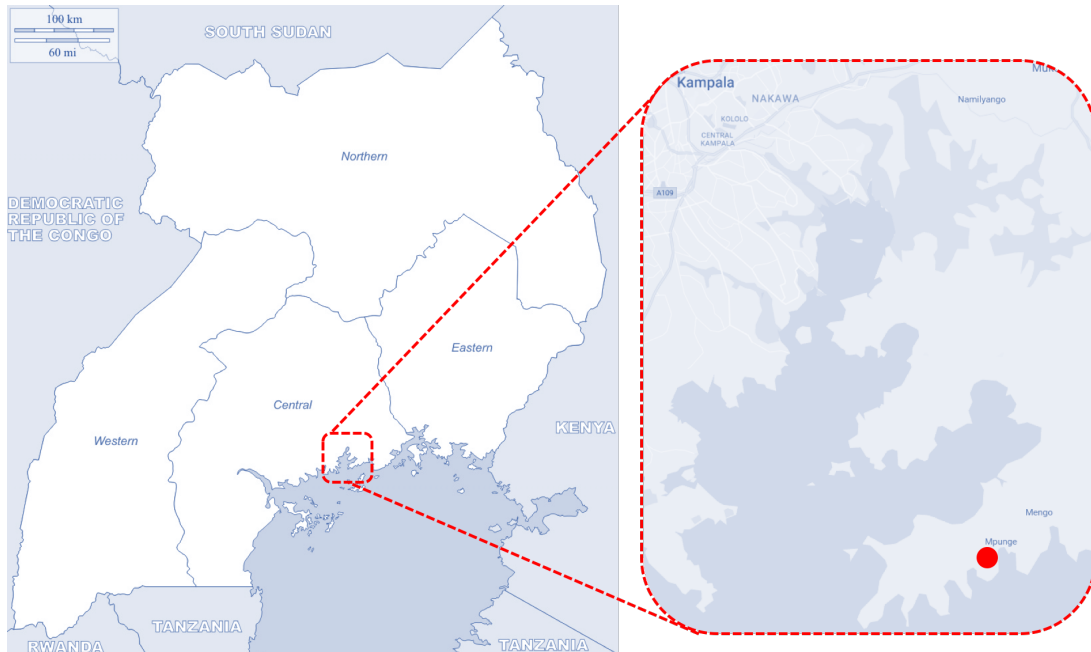 100 km
60 mi
SOUTH SUDAN
Northern
DEMOCRATIC
REPUBLIC OF
THE CONGO
Eastern
Central
Western
KENYA
TANZANIA
RWANDA
TANZANIA
Kampala
NAKAWA
Namilyango
KOLOLO
CENTRAL
KAMPALA
A109
Mengo
Mpunge